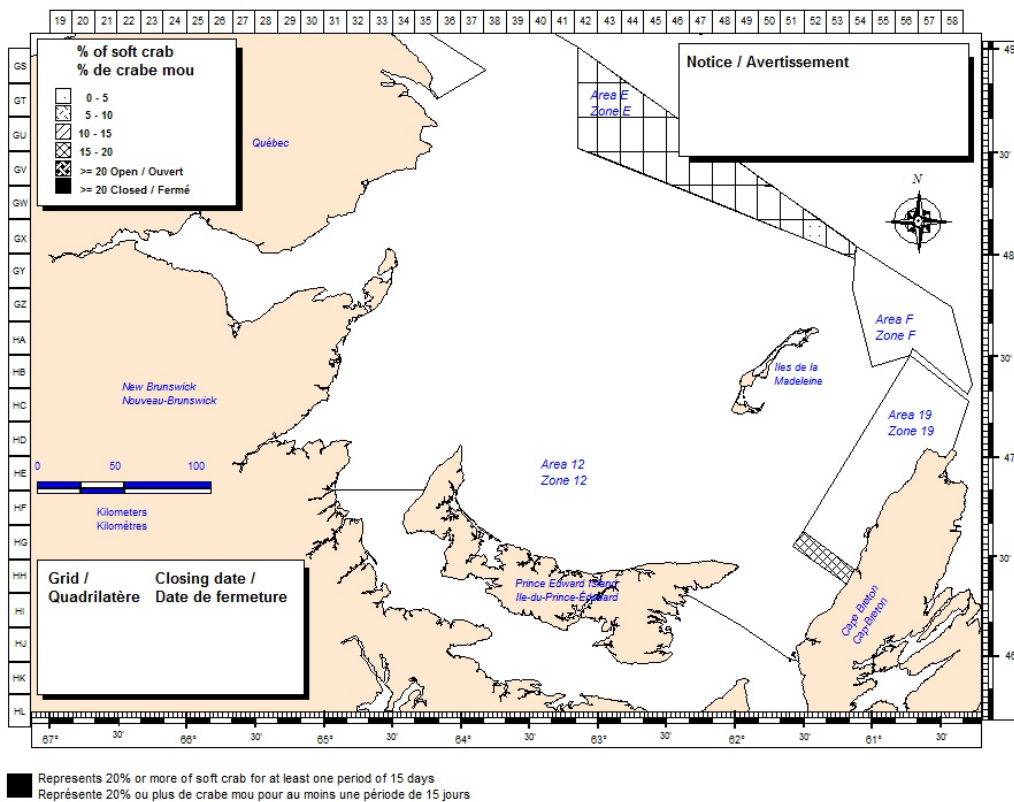 19 20 21 22 23 24 25 26 27 28 29 30 31 32 33 34 35 36 37 38 39 40 41 42 43 44 45 46 47 48 49 50 51 52 53 54 55 56 57 58
GS
GT
GU
GV
GW
GX
GY
GZ
HA
HB
HC
HD
HE
HF
HG
HH
HI
HJ
HK
HL
% of soft crab
% de crabe mou
0 - 5
5 - 10
10 - 15
15 - 20
>= 20 Open / Ouvert
>= 20 Closed / Fermé
Québec
Area E
Zone E
Notice / Avertissement
N
49
30'
48
30'
47
30'
46
Area F
Zone F
Iles de la
Madeleine
New Brunswick
Nouveau-Brunswick
Area 19
Zone 19
Area 12
Zone 12
0 50 100
Kilometers
Kilomètres
Grid / Closing date /
Quadrilatère Date de fermeture
Prince Edward Island
Ile-du-Prince-Édouard
Cape Breton
Cap-Breton
67° 30' 66° 30' 65° 30' 64° 30' 63° 30' 62° 30' 61° 30'
Represents 20% or more of soft crab for at least one period of 15 days
Représente 20% ou plus de crabe mou pour au moins une période de 15 jours